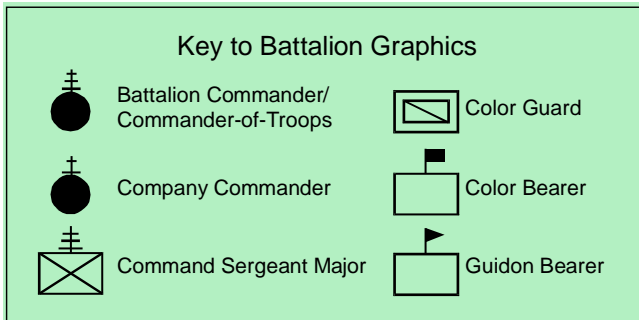 Key to Battalion Graphics
Battalion Commander/
Commander-of-Troops
Company Commander
Command Sergeant Major
Color Guard
Color Bearer
Guidon Bearer